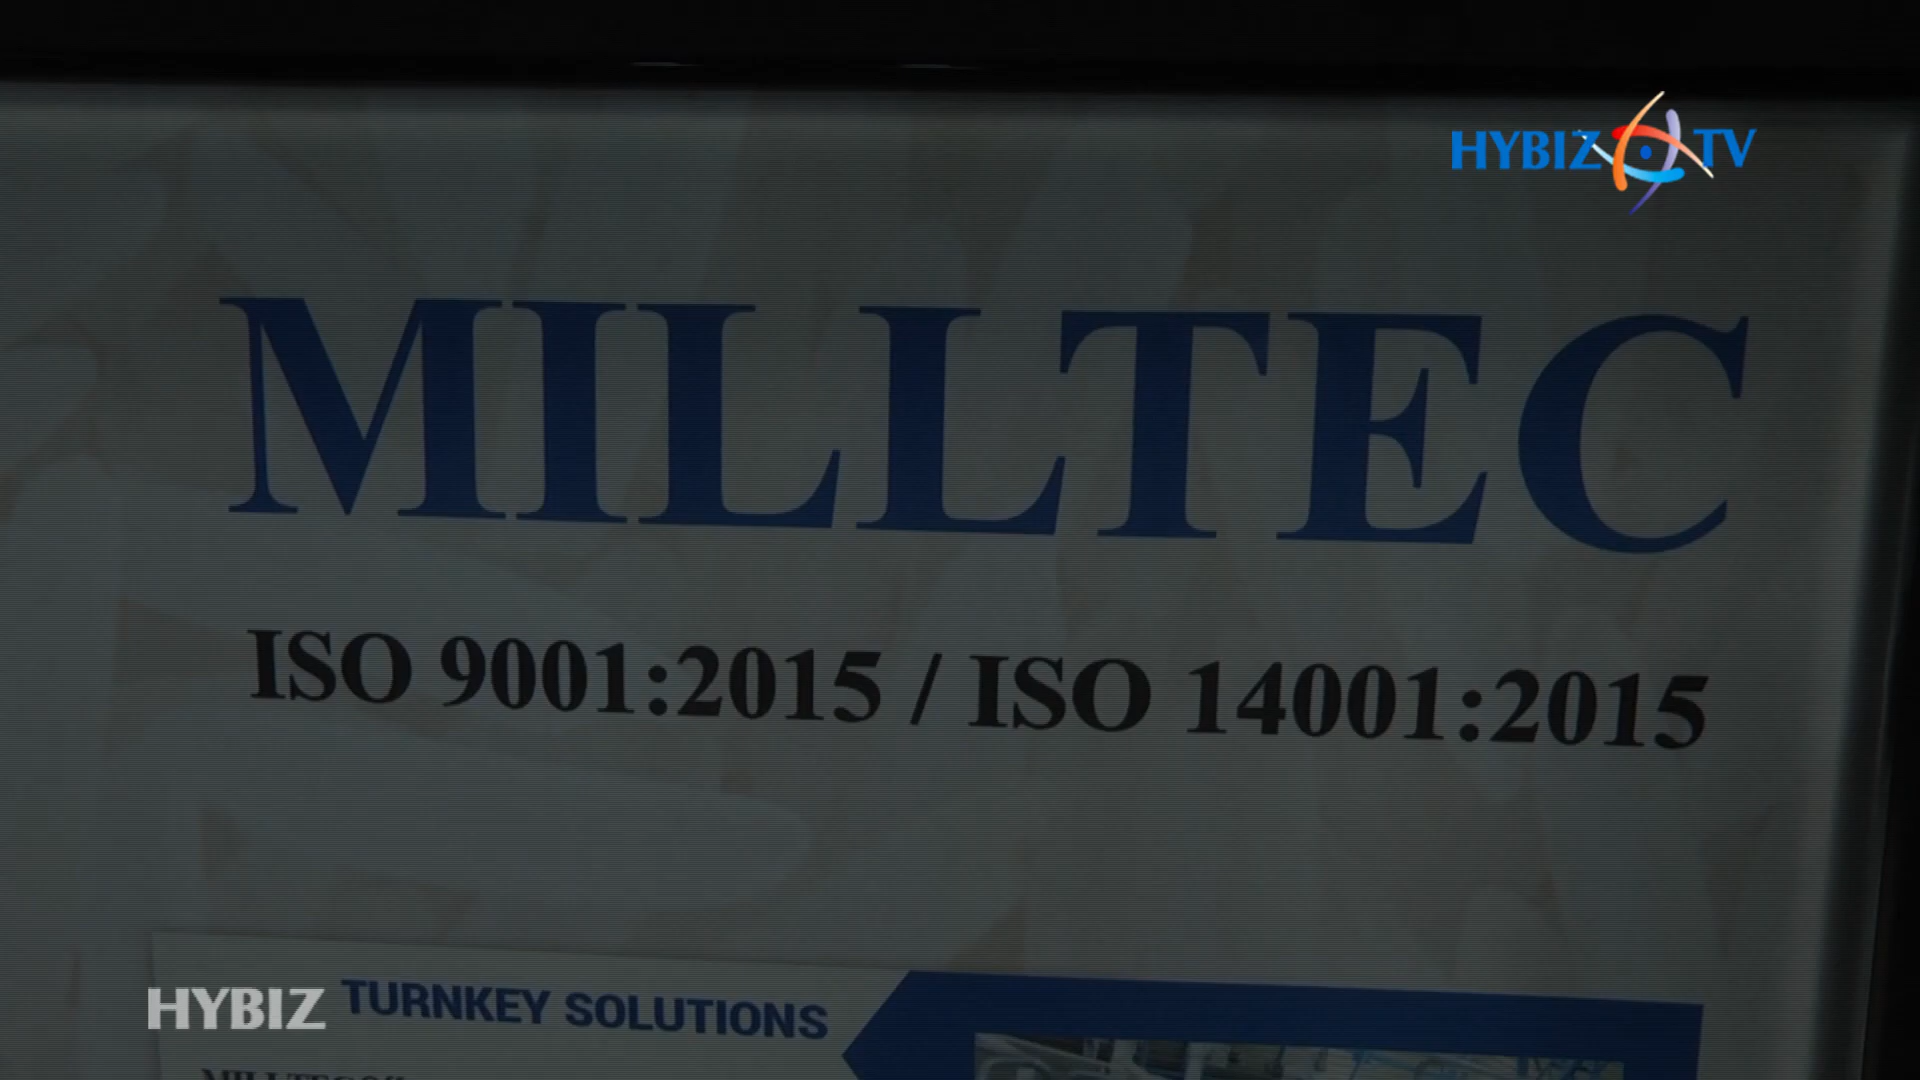 HYBIZ TV
MILLTEC
ISO 9001:2015 / ISO 14001:2015
HYBIZ
TURNKEY SOLUTIONS